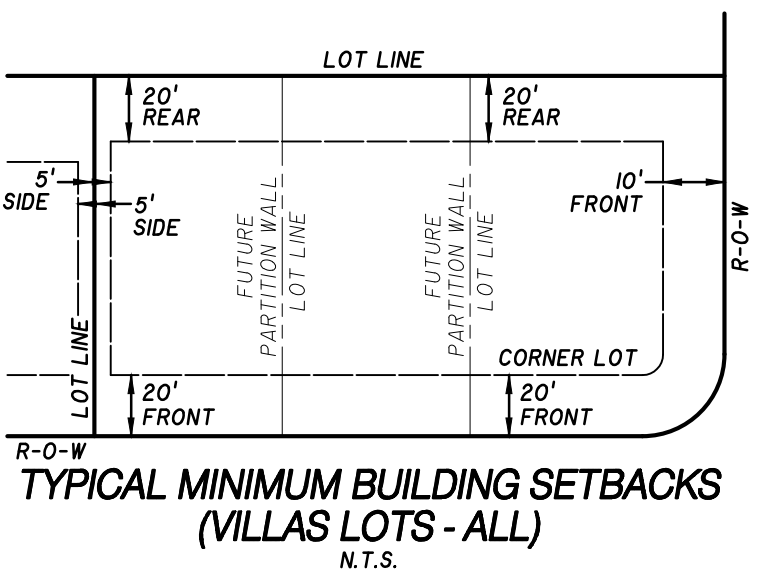 LOT LINE
20'
REAR
20'
REAR
5'
SIDE
5'
SIDE
10'
FRONT
R-O-W
FUTURE
PARTITION WALL
LOT LINE
FUTURE
PARTITION WALL
LOT LINE
CORNER LOT
LOT LINE
20'
FRONT
20'
FRONT
R-O-W
TYPICAL MINIMUM BUILDING SETBACKS
(VILLAS LOTS - ALL)
N.T.S.